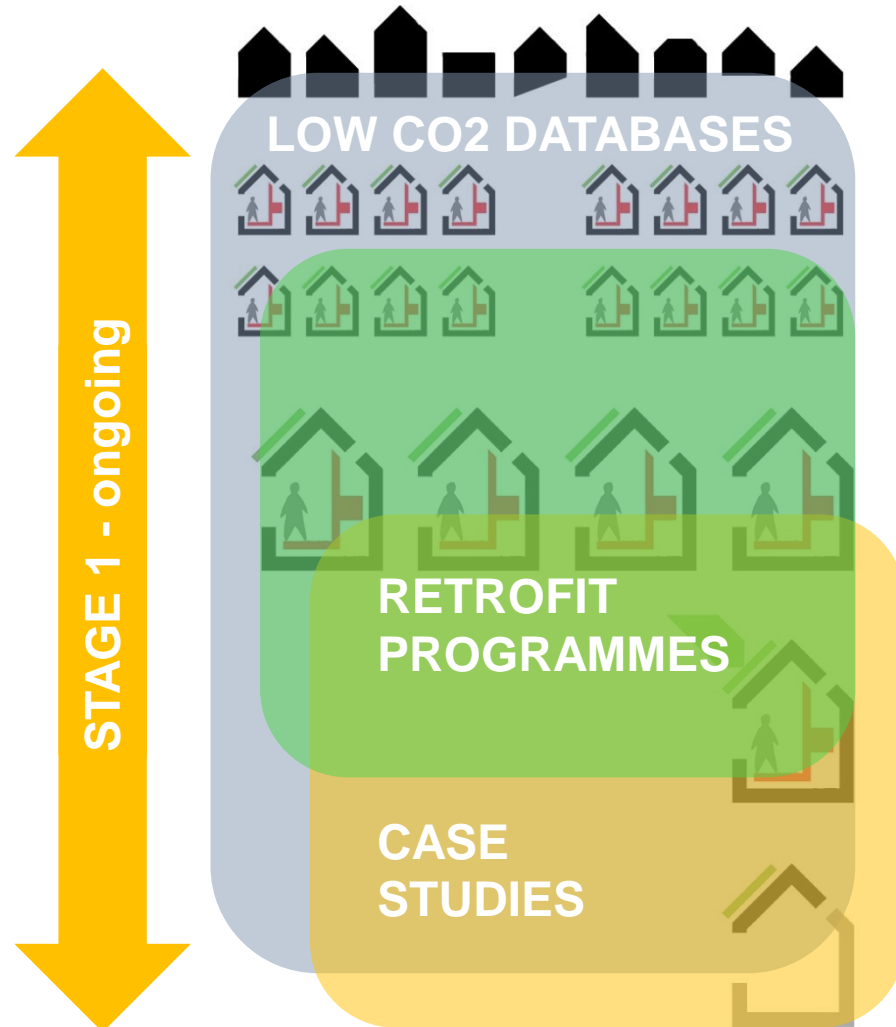 LOW CO2 DATABASES
STAGE 1 - ongoing
RETROFIT
PROGRAMMES
CASE
STUDIES